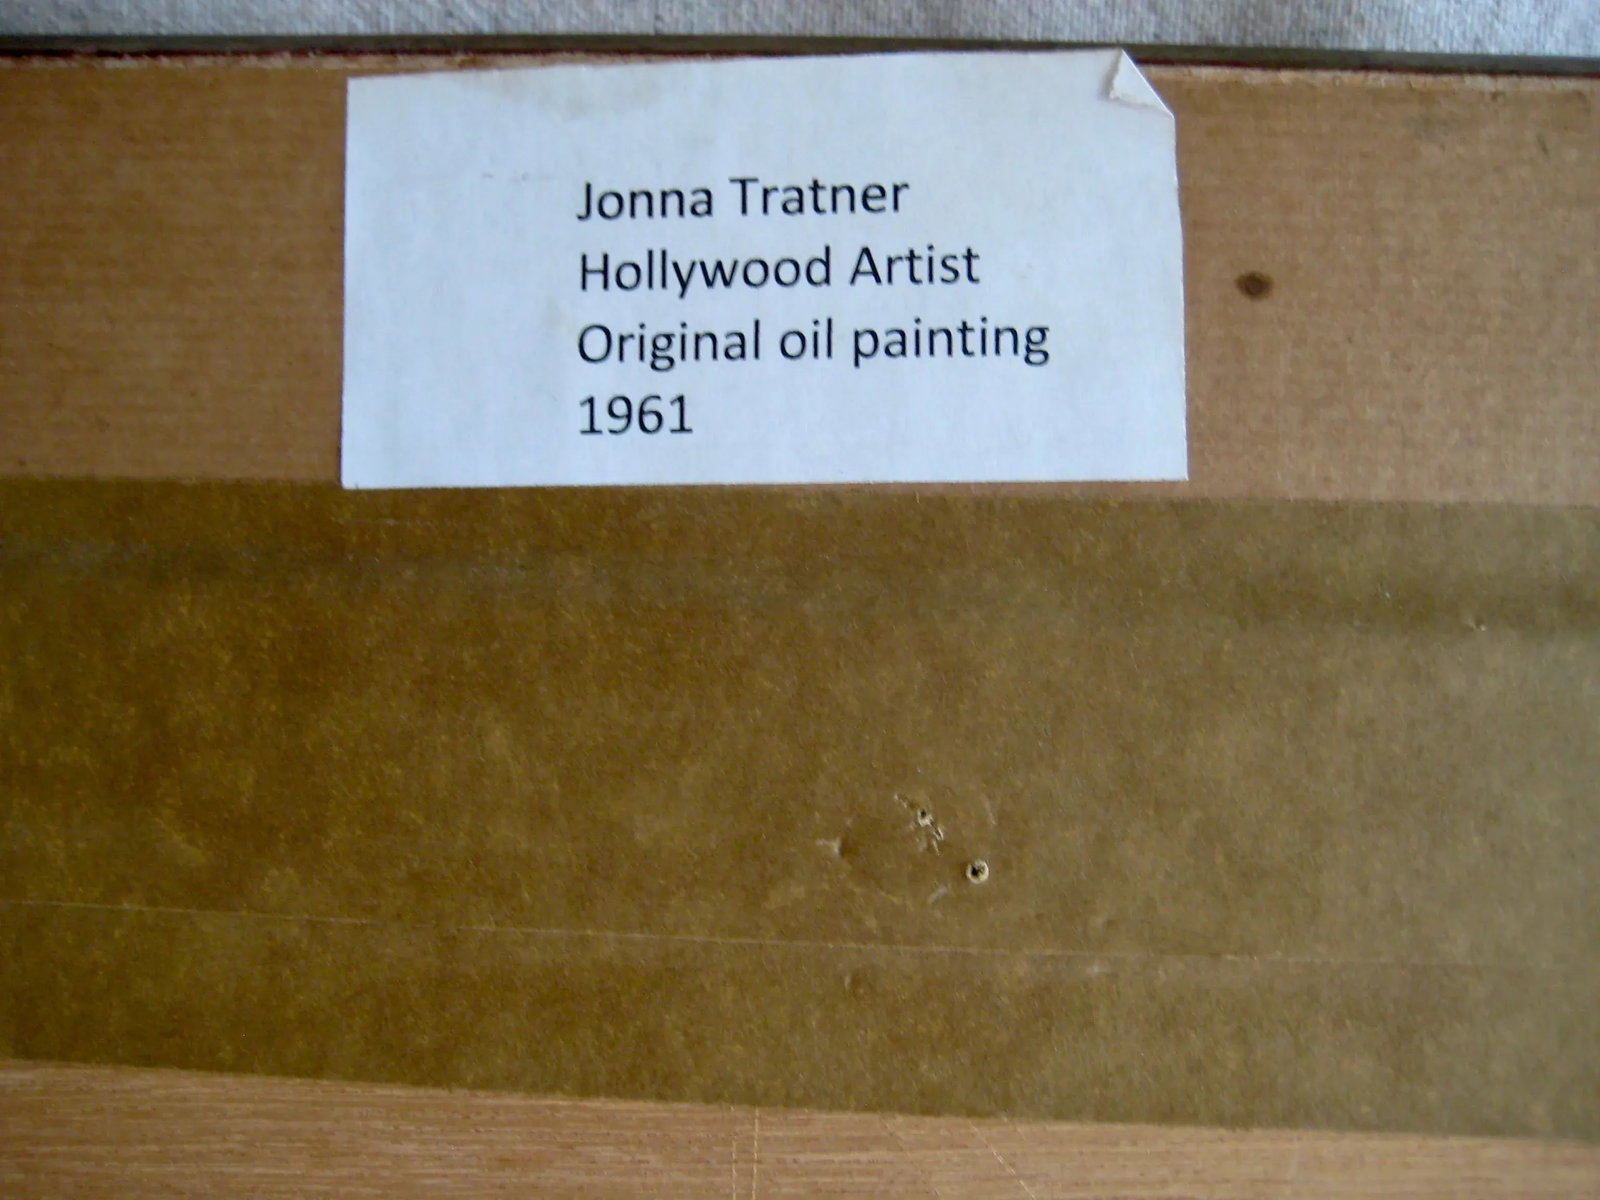 Jonna Tratner
Hollywood Artist
Original oil painting
1961